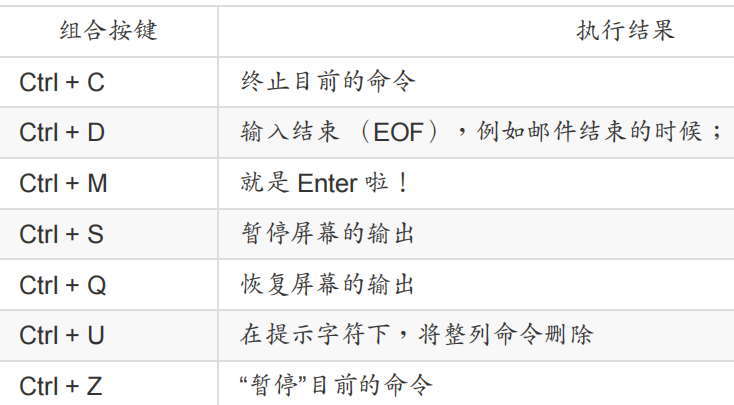 组合按键 执行结果
Ctrl + C 终止目前的命令
Ctrl + D 输入结束 （EOF），例如邮件结束的时候；
Ctrl + M 就是 Enter 啦！
Ctrl + S 暂停屏幕的输出
Ctrl + Q 恢复屏幕的输出
Ctrl + U 在提示字符下，将整列命令删除
Ctrl + Z “暂停”目前的命令